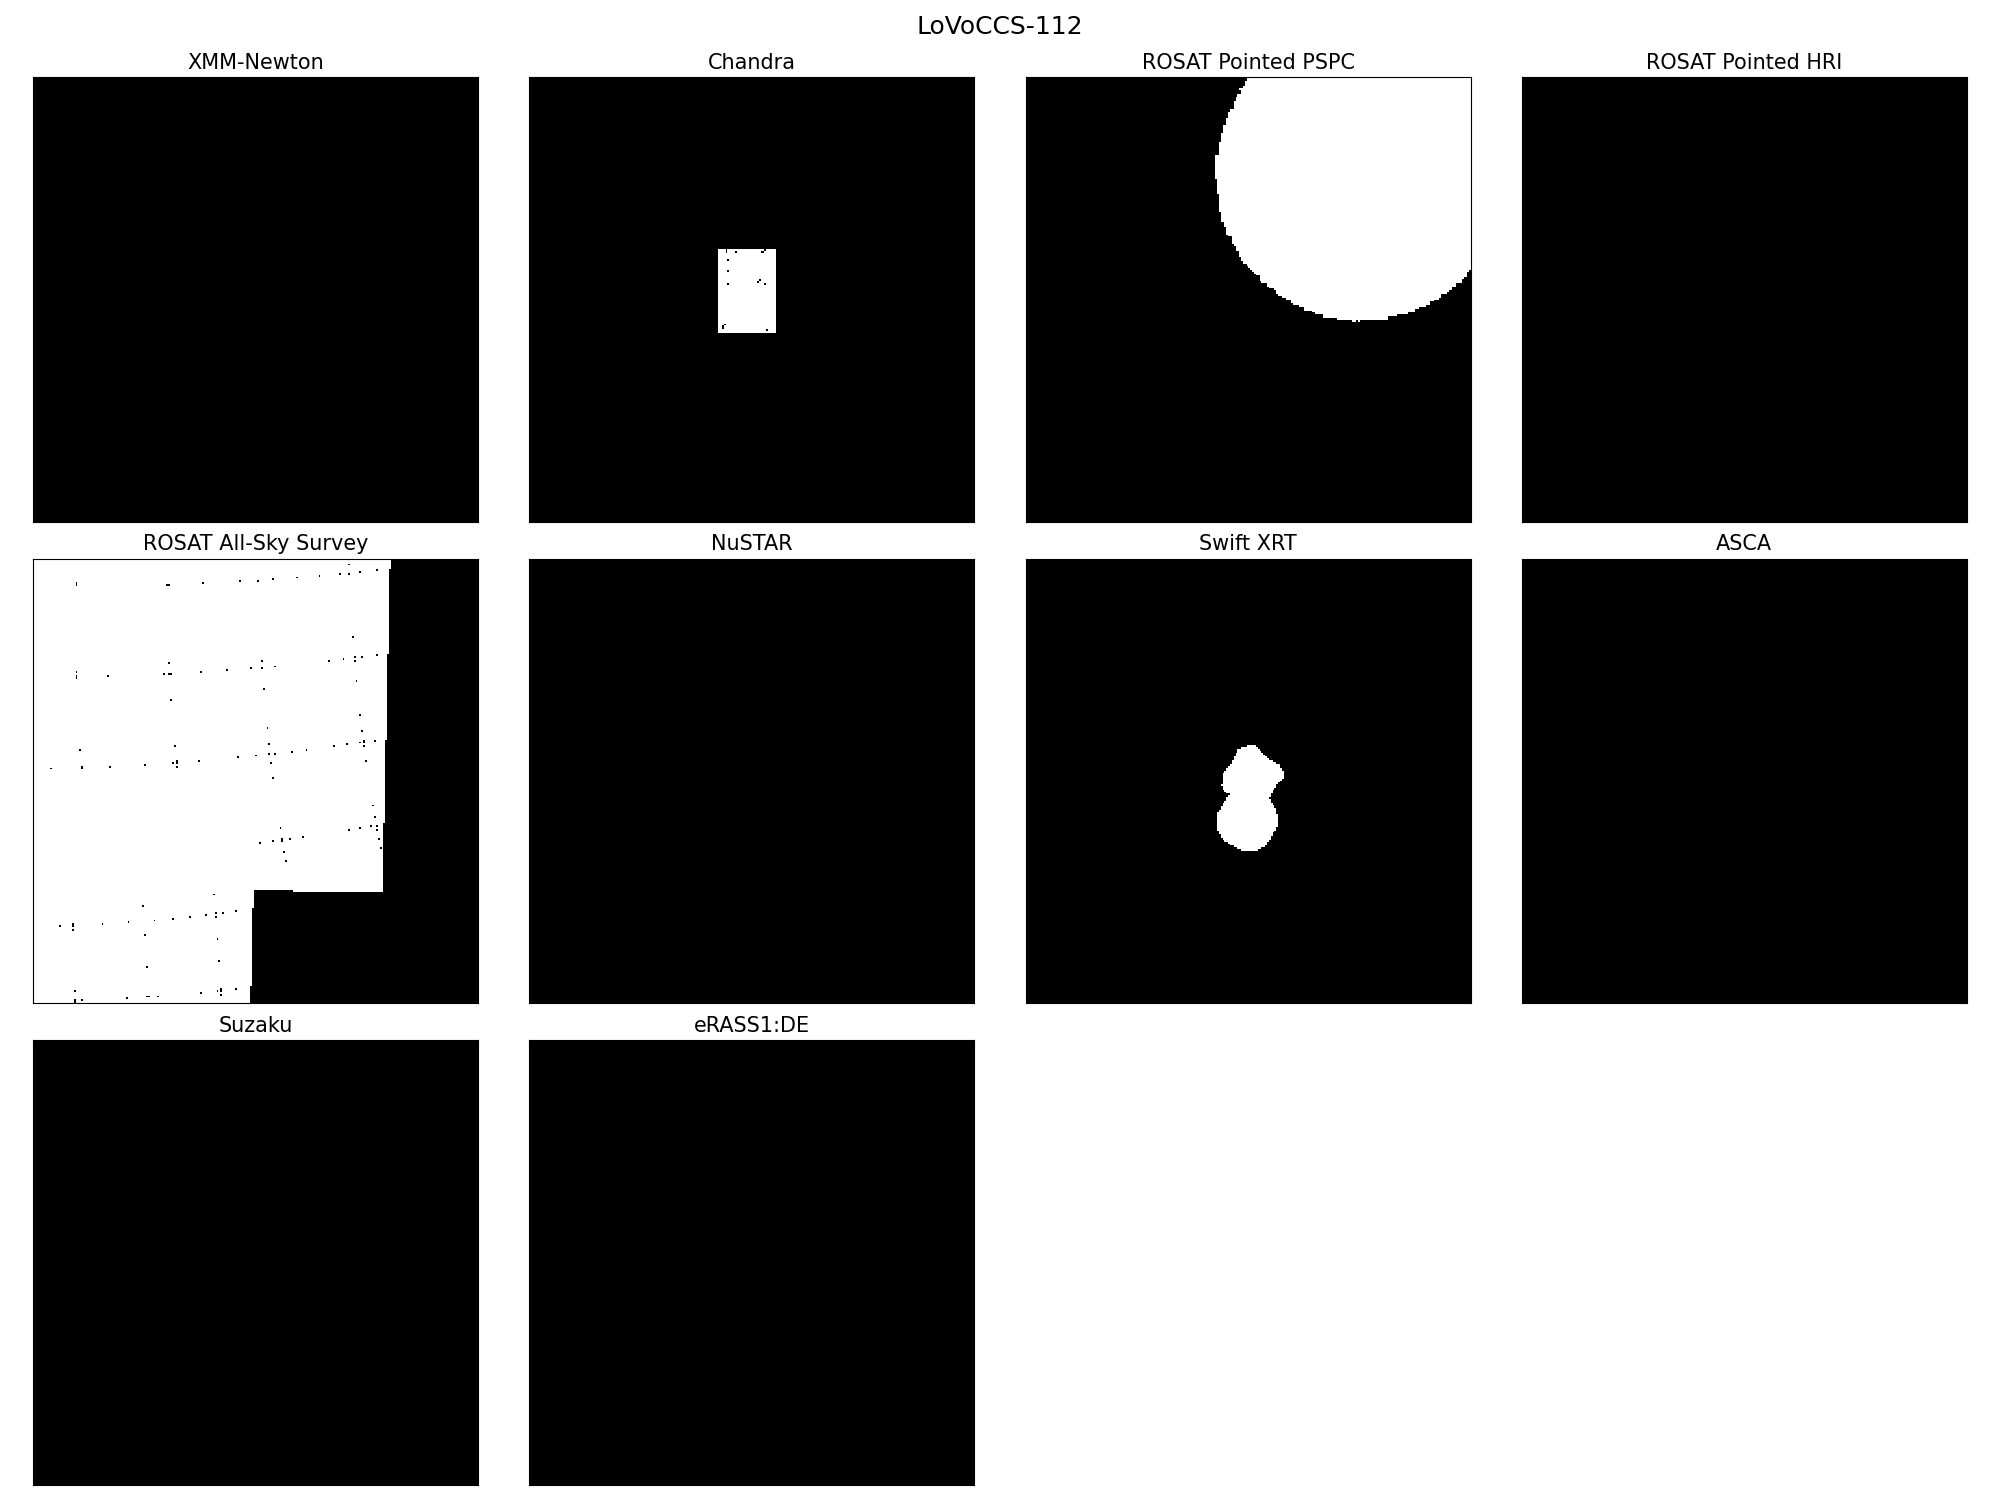 LoVoCCS-112
XMM-Newton
Chandra
ROSAT Pointed PSPC
ROSAT Pointed HRI
ROSAT All-Sky Survey
NuSTAR
Swift XRT
ASCA
Suzaku
eRASS1:DE